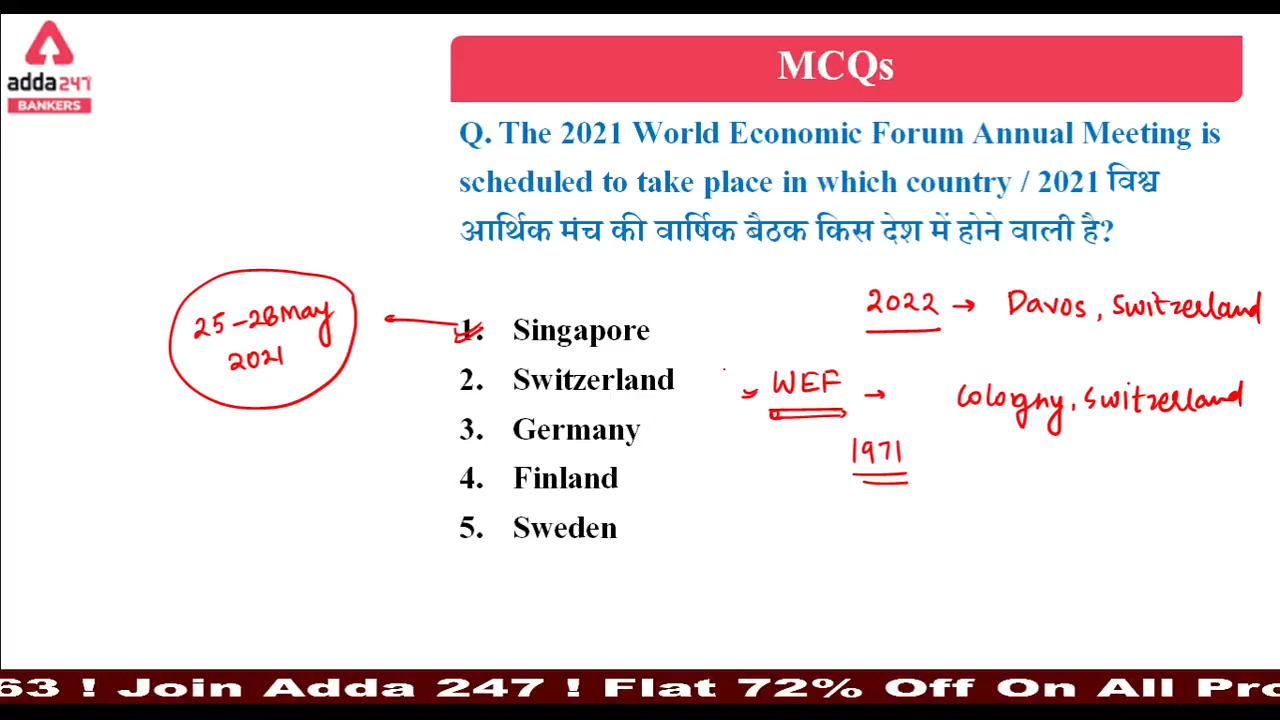 adda247
BANKERS
MCQs
Q. The 2021 World Economic Forum Annual Meeting is
scheduled to take place in which country / 2021 विश्व
आर्थिक मंच की वार्षिक बैठक किस देश में होने वाली है?
25-28 May
2021
1. Singapore
2. Switzerland
3. Germany
4. Finland
5. Sweden
2022 → Davos, Switzerland
WEF → Cologny, Switzerland
1971
63 ! Join Adda 247 ! Flat 72% Off On All Pro